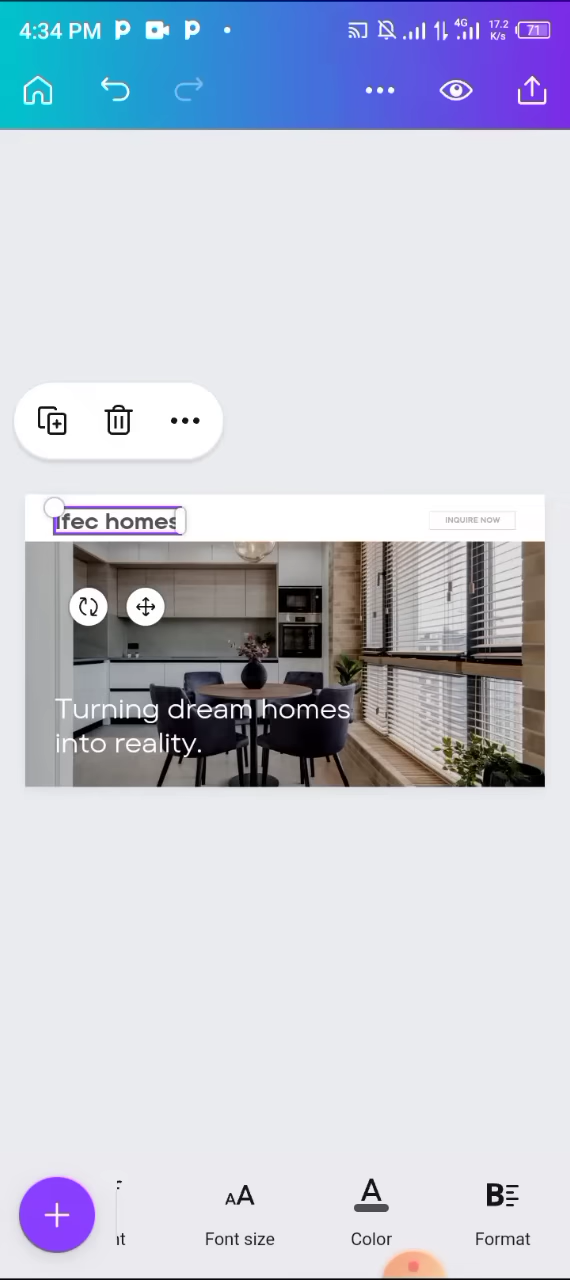 4:34 PM
4G
17.2
K/s
71
lfec homes
INQUIRE NOW
Turning dream homes
into reality.
Font size
Color
Format